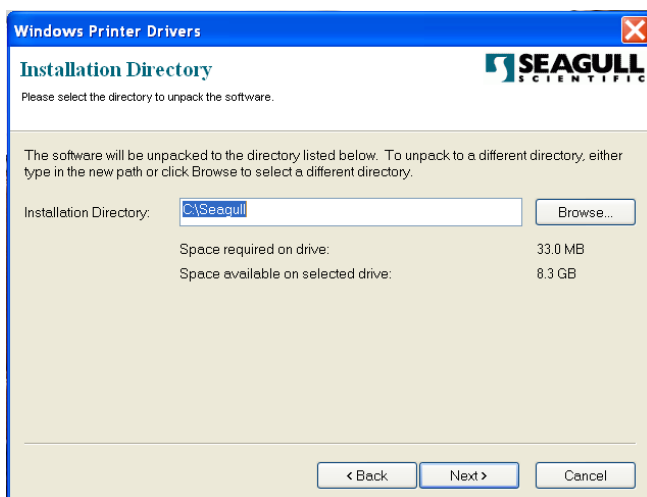 Windows Printer Drivers
Installation Directory
SEAGULL
SCIENTIFIC
Please select the directory to unpack the software.
The software will be unpacked to the directory listed below. To unpack to a different directory, either
type in the new path or click Browse to select a different directory.
Installation Directory: C:\Seagull Browse...
Space required on drive: 33.0 MB
Space available on selected drive: 8.3 GB
< Back Next > Cancel